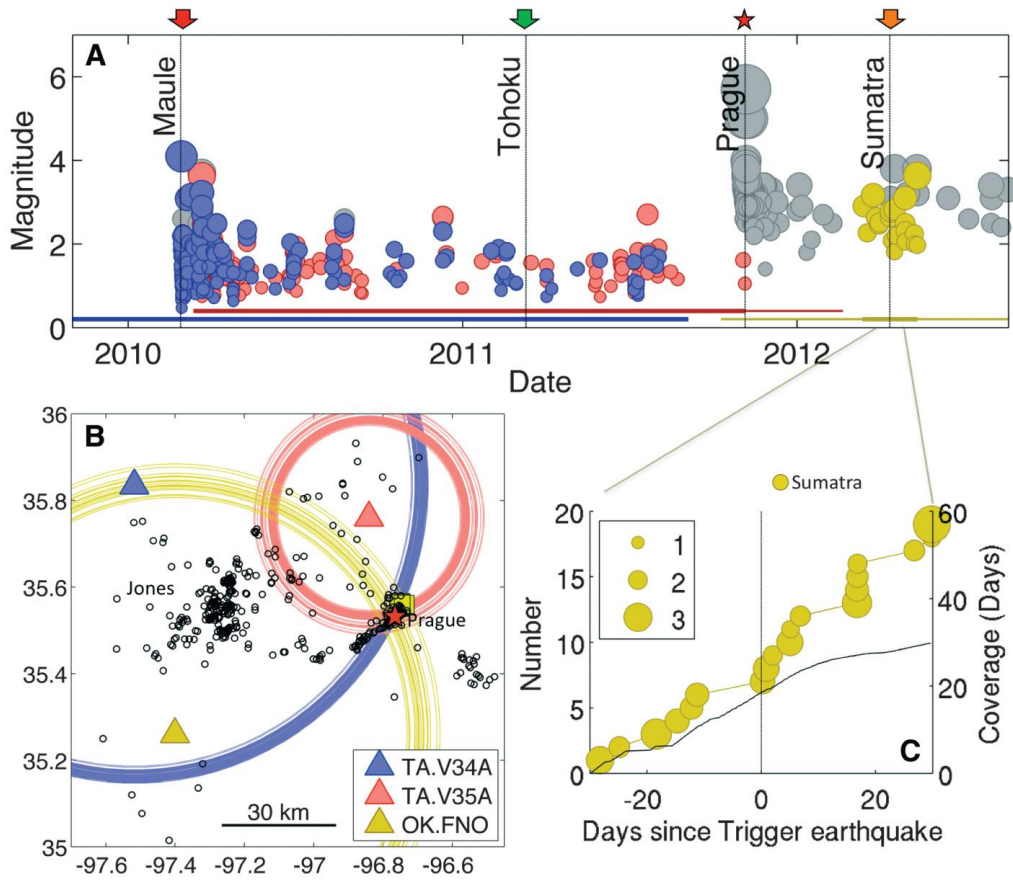 A
Maule
Tohoku
Prague
Sumatra
Magnitude
6
4
2
0
2010
2011
2012
Date
B
36
35.8
35.6
35.4
35.2
35
Jones
Prague
TA.V34A
TA.V35A
OK.FNO
30 km
-97.6
-97.4
-97.2
-97
-96.8
-96.6
Sumatra
Number
20
15
10
5
0
1
2
3
60
40
20
0
Coverage (Days)
C
-20
0
20
Days since Trigger earthquake